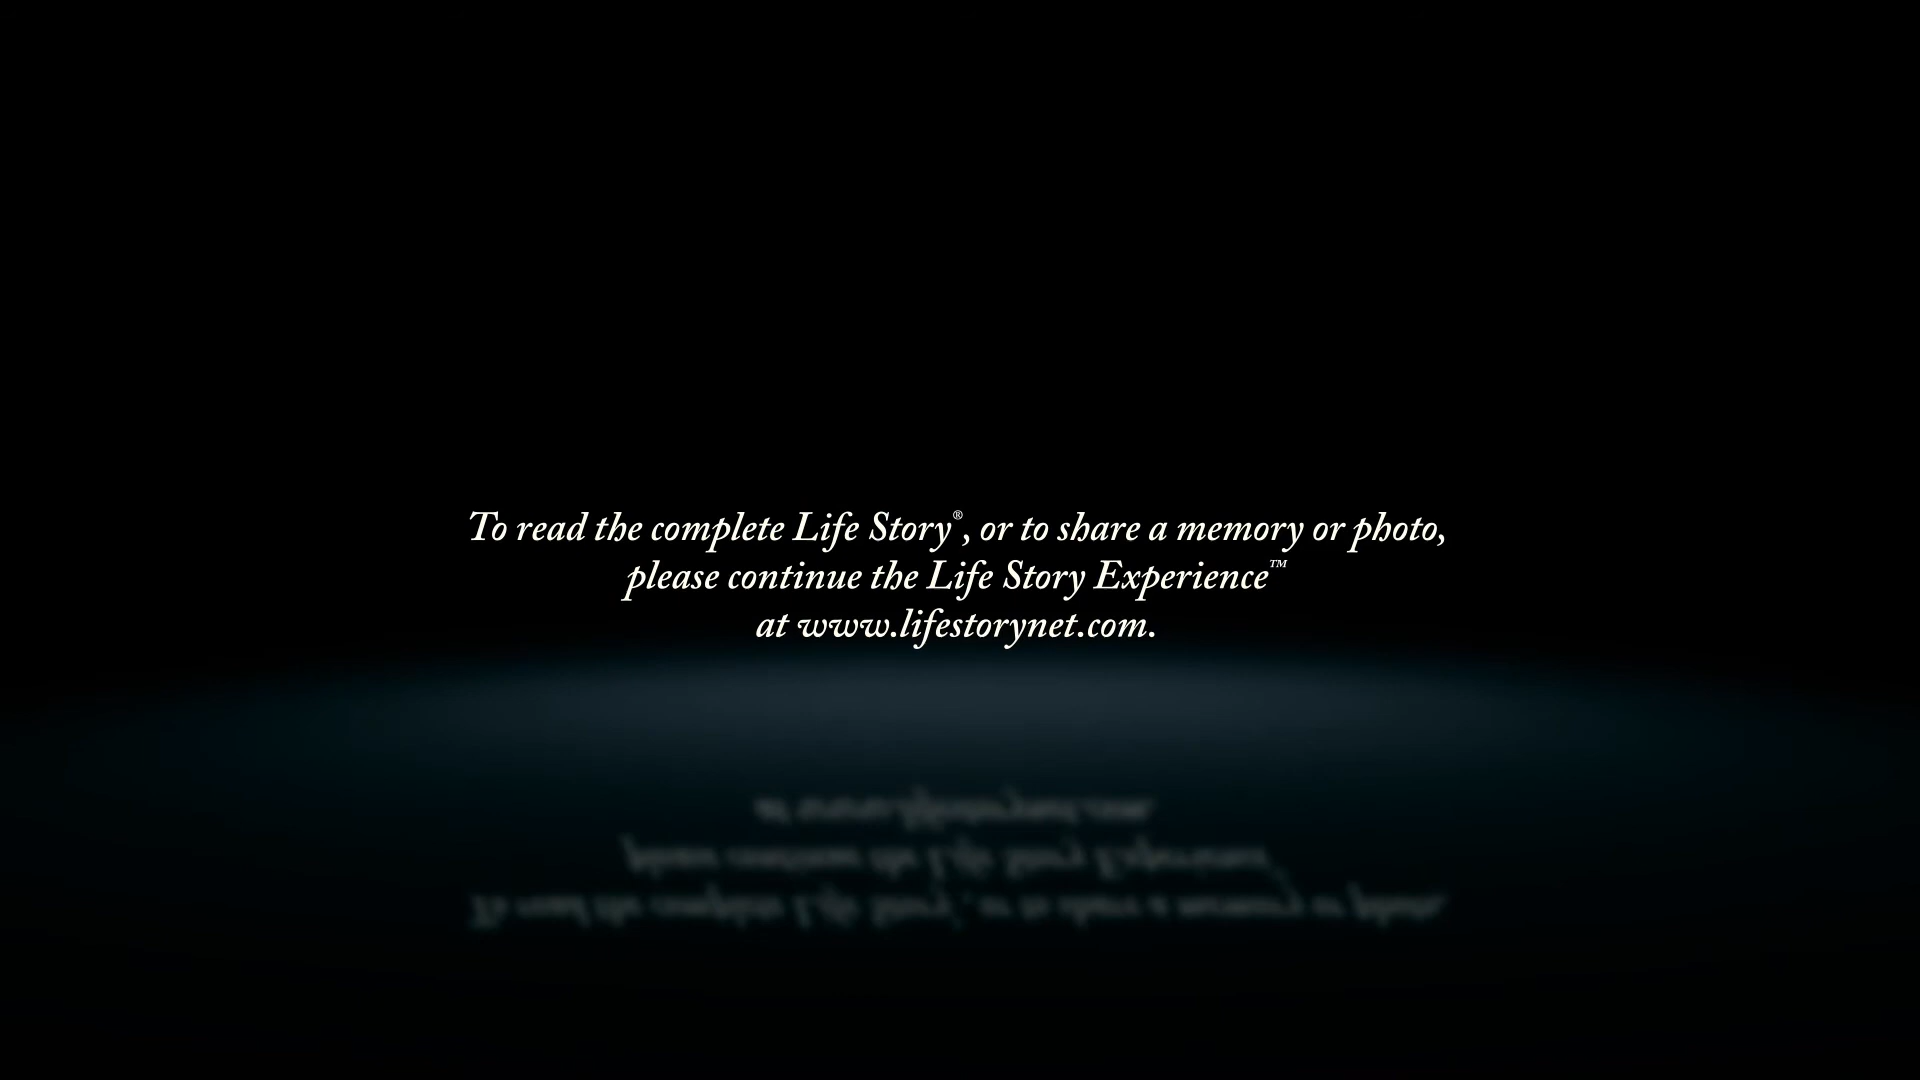 To read the complete Life Story®, or to share a memory or photo,
please continue the Life Story Experience™
at www.lifestorynet.com.